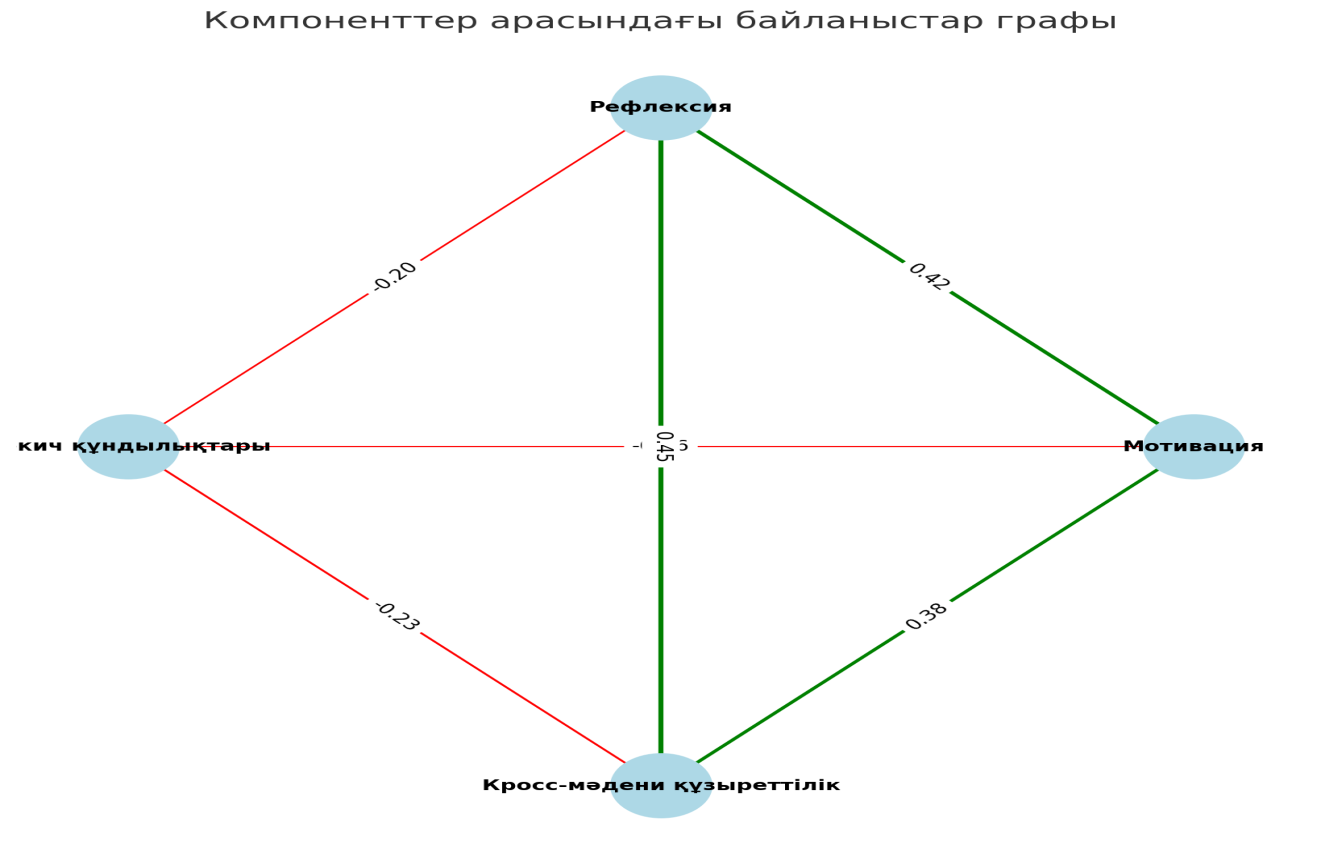 Компоненттер арасындағы байланыстар графы
Рефлексия
-0.20
0.42
кич құндылықтары
0.45
Мотивация
-0.23
0.38
Кросс-мәдени құзыреттілік